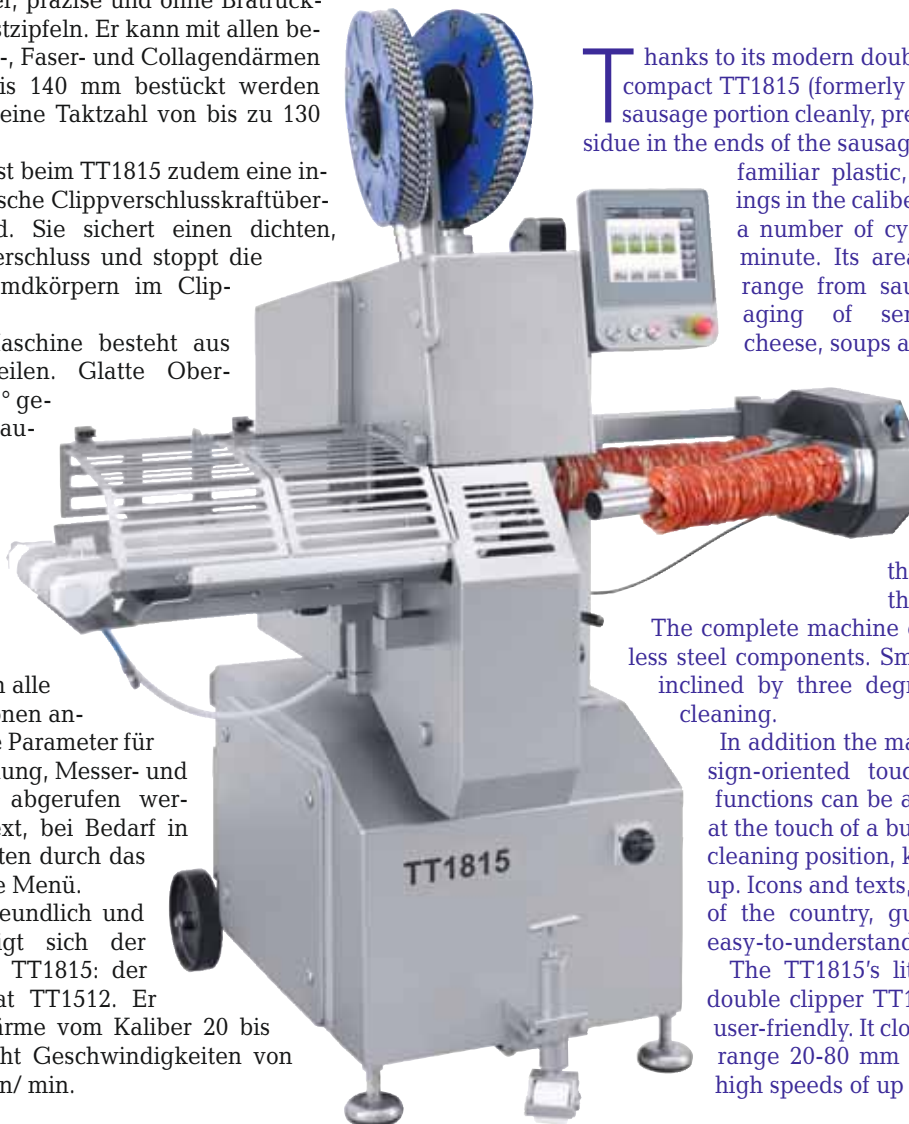 präzise und ohne Bratrück-
stzipfeln. Er kann mit allen be-
-, Faser- und Collagendärmen
is 140 mm bestückt werden
eine Taktzahl von bis zu 130
st beim TT1815 zudem eine in-
sche Clippverschlusskraftüber-
d. Sie sichert einen dichten,
erschluss und stoppt die
mdkörpern im Clip-
aschine besteht aus
eilen. Glatte Ober-
° ge-
au-
n alle
onen an-
e Parameter für
ung, Messer- und
abgerufen wer-
ext, bei Bedarf in
ten durch das
e Menü.
eundlich und
igt sich der
TT1815: der
at TT1512. Er
ärme vom Kaliber 20 bis
ht Geschwindigkeiten von
n/ min.
TT1815
Thanks to its modern doub
compact TT1815 (formerly
sausage portion cleanly, pre
sidue in the ends of the sausag
familiar plastic,
ings in the calibe
a number of cy
minute. Its area
range from sau
aging of ser
cheese, soups a
th
th
The complete machine
less steel components. Sm
inclined by three degr
cleaning.
In addition the ma
sign-oriented touc
functions can be a
at the touch of a bu
cleaning position, k
up. Icons and texts,
of the country, gu
easy-to-understand
The TT1815's lit
double clipper TT1
user-friendly. It clo
range 20-80 mm
high speeds of up